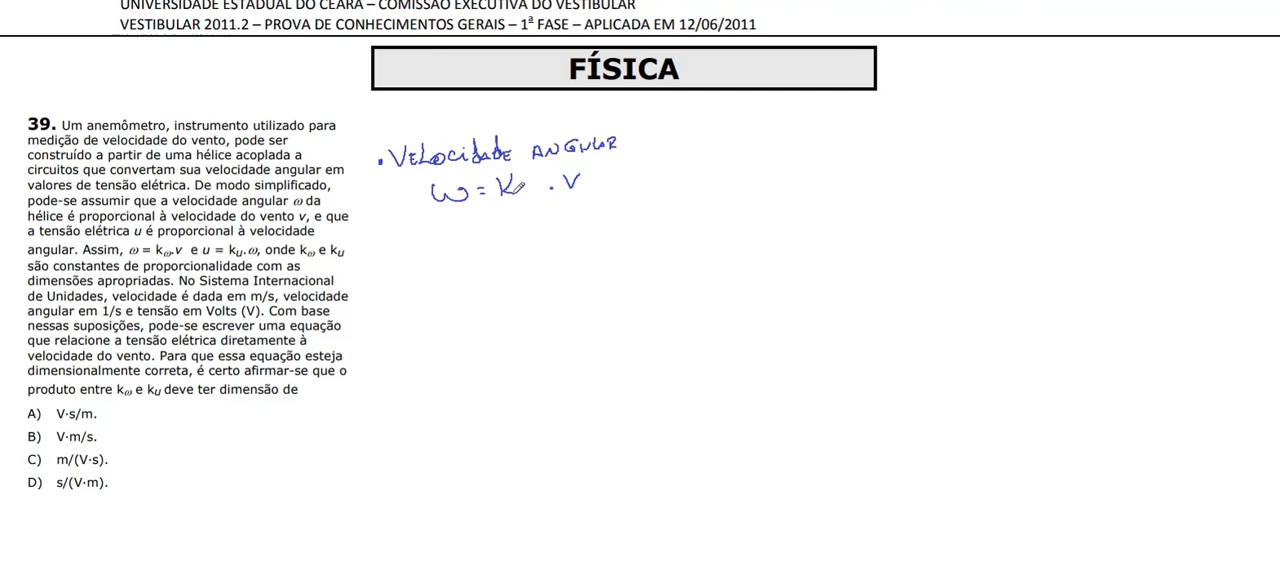 UNIVERSIDADE ESTADUAL DO CEARÁ – COMISSÃO EXECUTIVA DO VESTIBULAR
VESTIBULAR 2011.2 – PROVA DE CONHECIMENTOS GERAIS – 1ª FASE – APLICADA EM 12/06/2011
FÍSICA
39. Um anemômetro, instrumento utilizado para
medição de velocidade do vento, pode ser
construído a partir de uma hélice acoplada a
circuitos que convertam sua velocidade angular em
valores de tensão elétrica. De modo simplificado,
pode-se assumir que a velocidade angular ω da
hélice é proporcional à velocidade do vento v, e que
a tensão elétrica u é proporcional à velocidade
angular. Assim, ω = kω.v e u = ku.ω, onde kω e ku
são constantes de proporcionalidade com as
dimensões apropriadas. No Sistema Internacional
de Unidades, velocidade é dada em m/s, velocidade
angular em 1/s e tensão em Volts (V). Com base
nessas suposições, pode-se escrever uma equação
que relacione a tensão elétrica diretamente à
velocidade do vento. Para que essa equação esteja
dimensionalmente correta, é certo afirmar-se que o
produto entre kω e ku deve ter dimensão de
A) V·s/m.
B) V·m/s.
C) m/(V·s).
D) s/(V·m).
. VELOCIDADE ANGULAR
ω = K . V